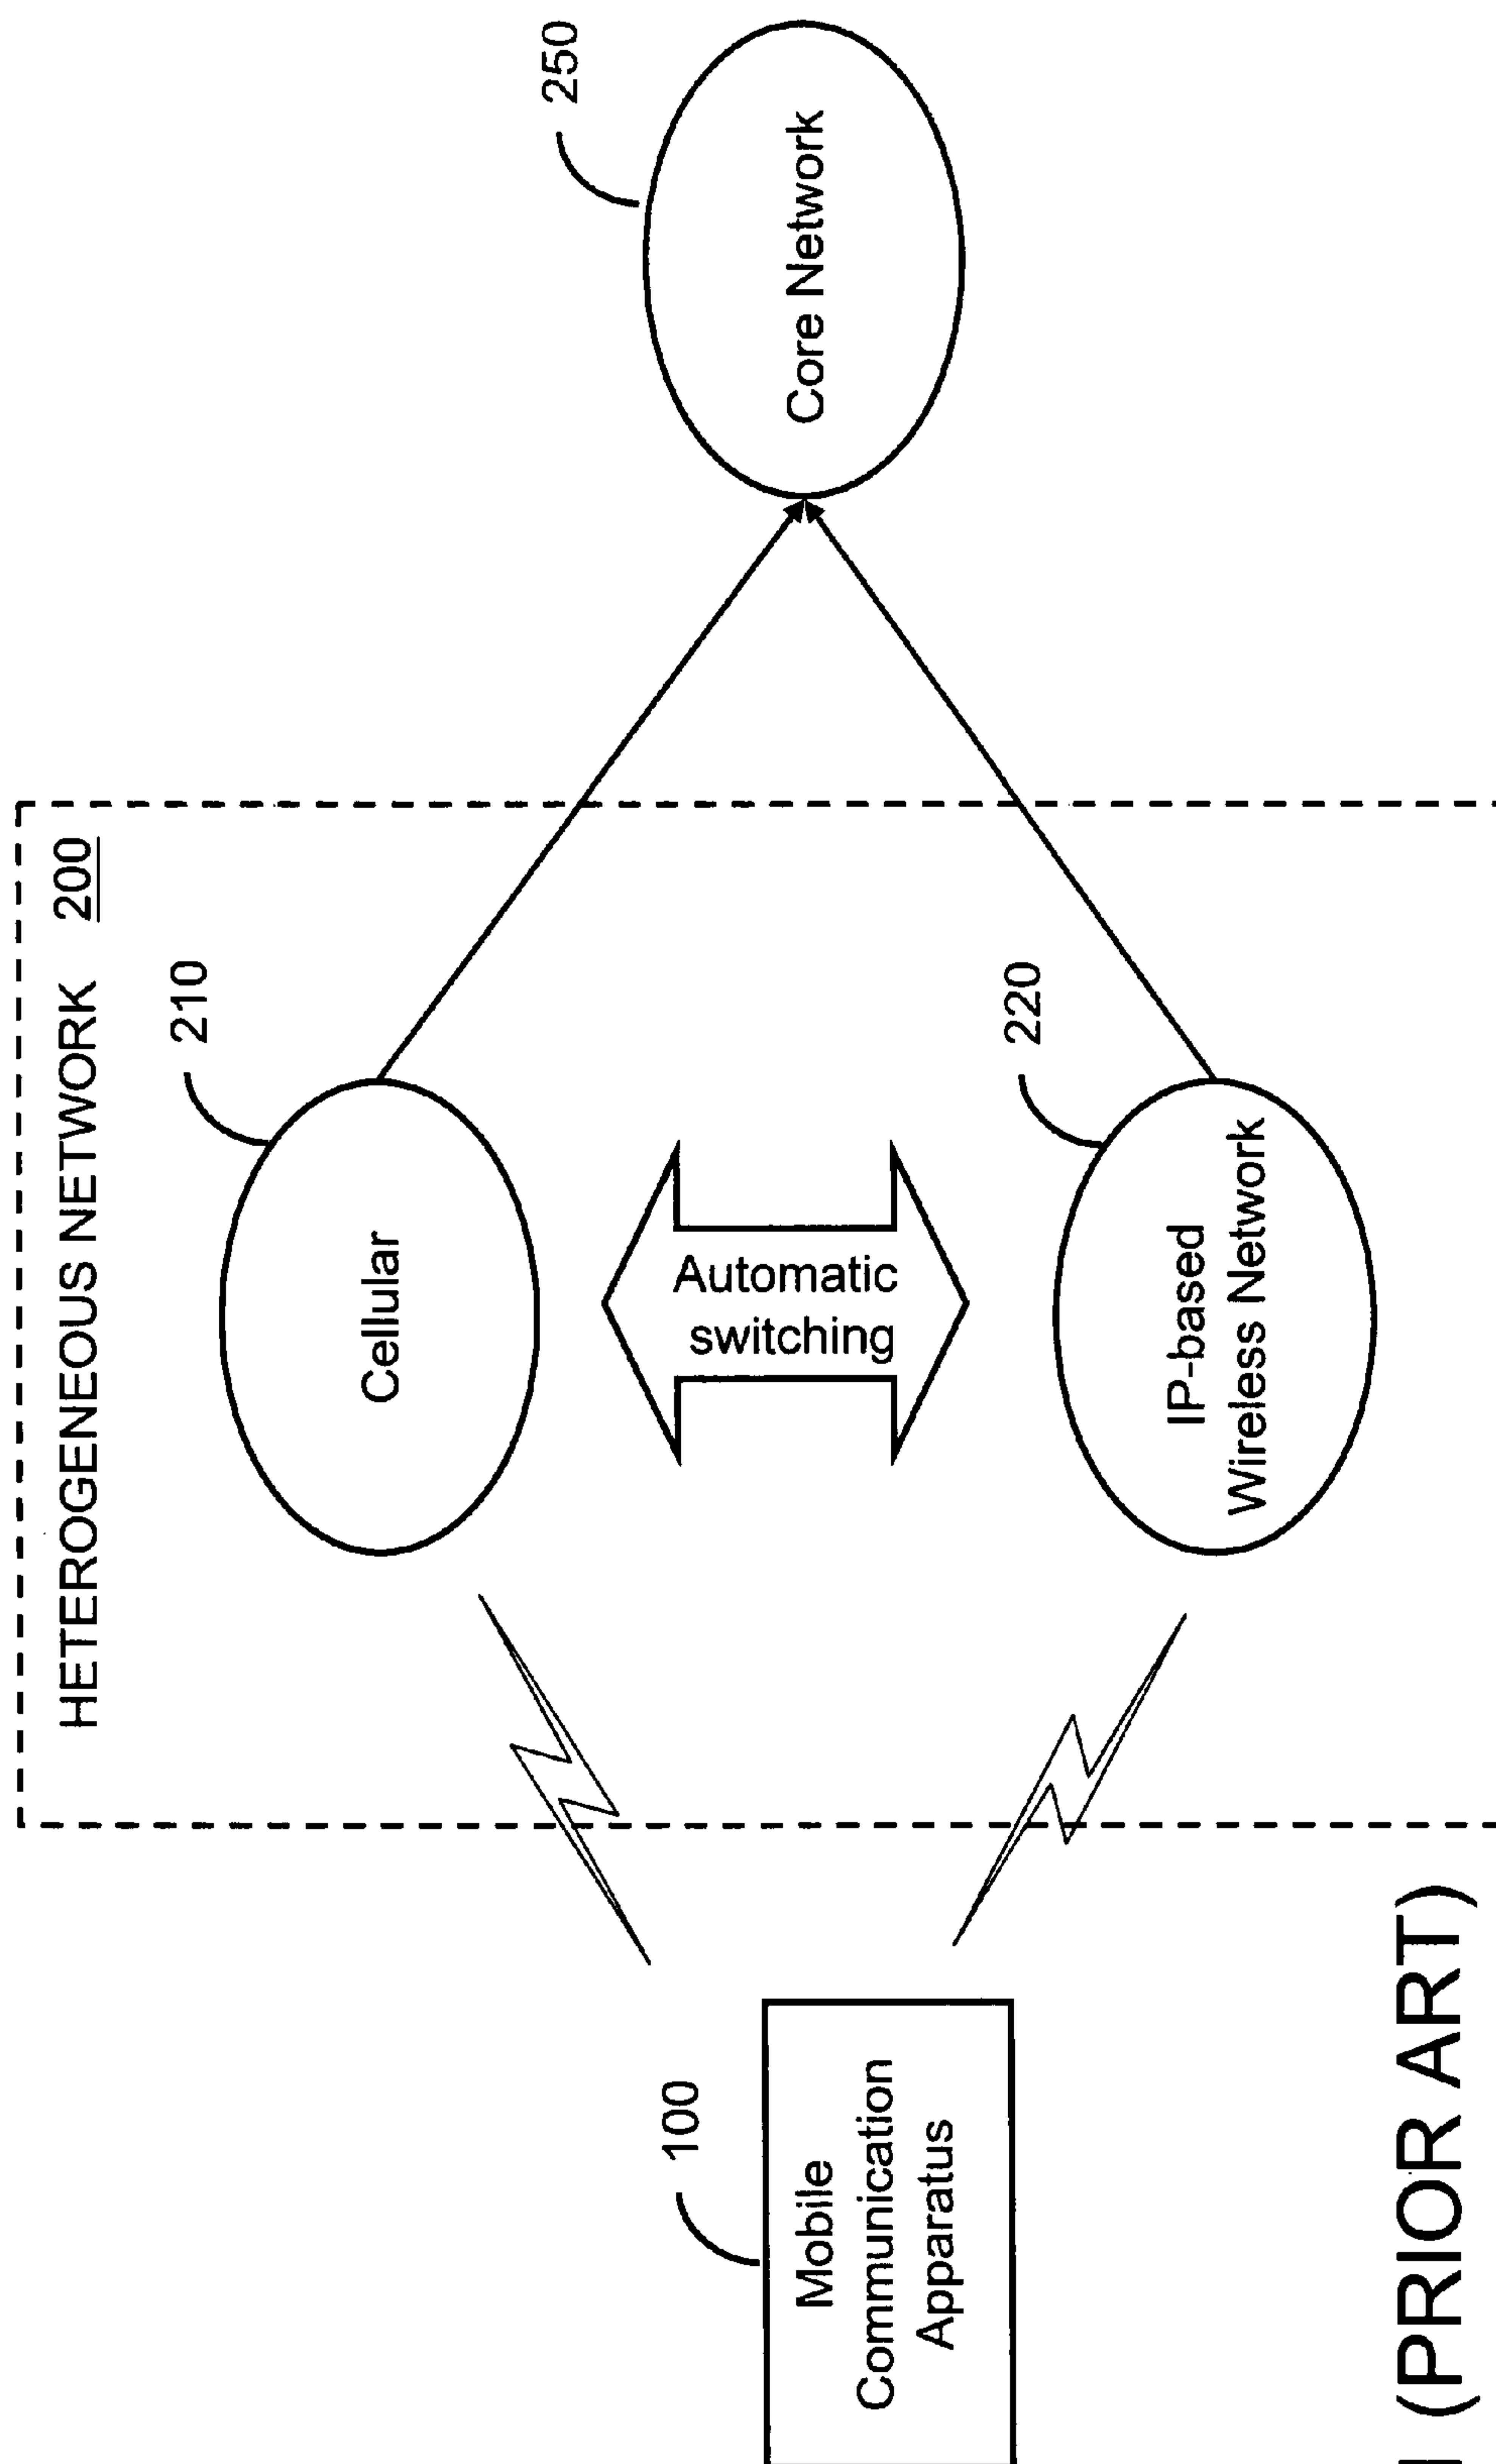 HETEROGENEOUS NETWORK 200
210
Cellular
250
Core Network
100
Mobile
Communication
Apparatus
Automatic
switching
220
IP-based
Wireless Network
(PRIOR ART)